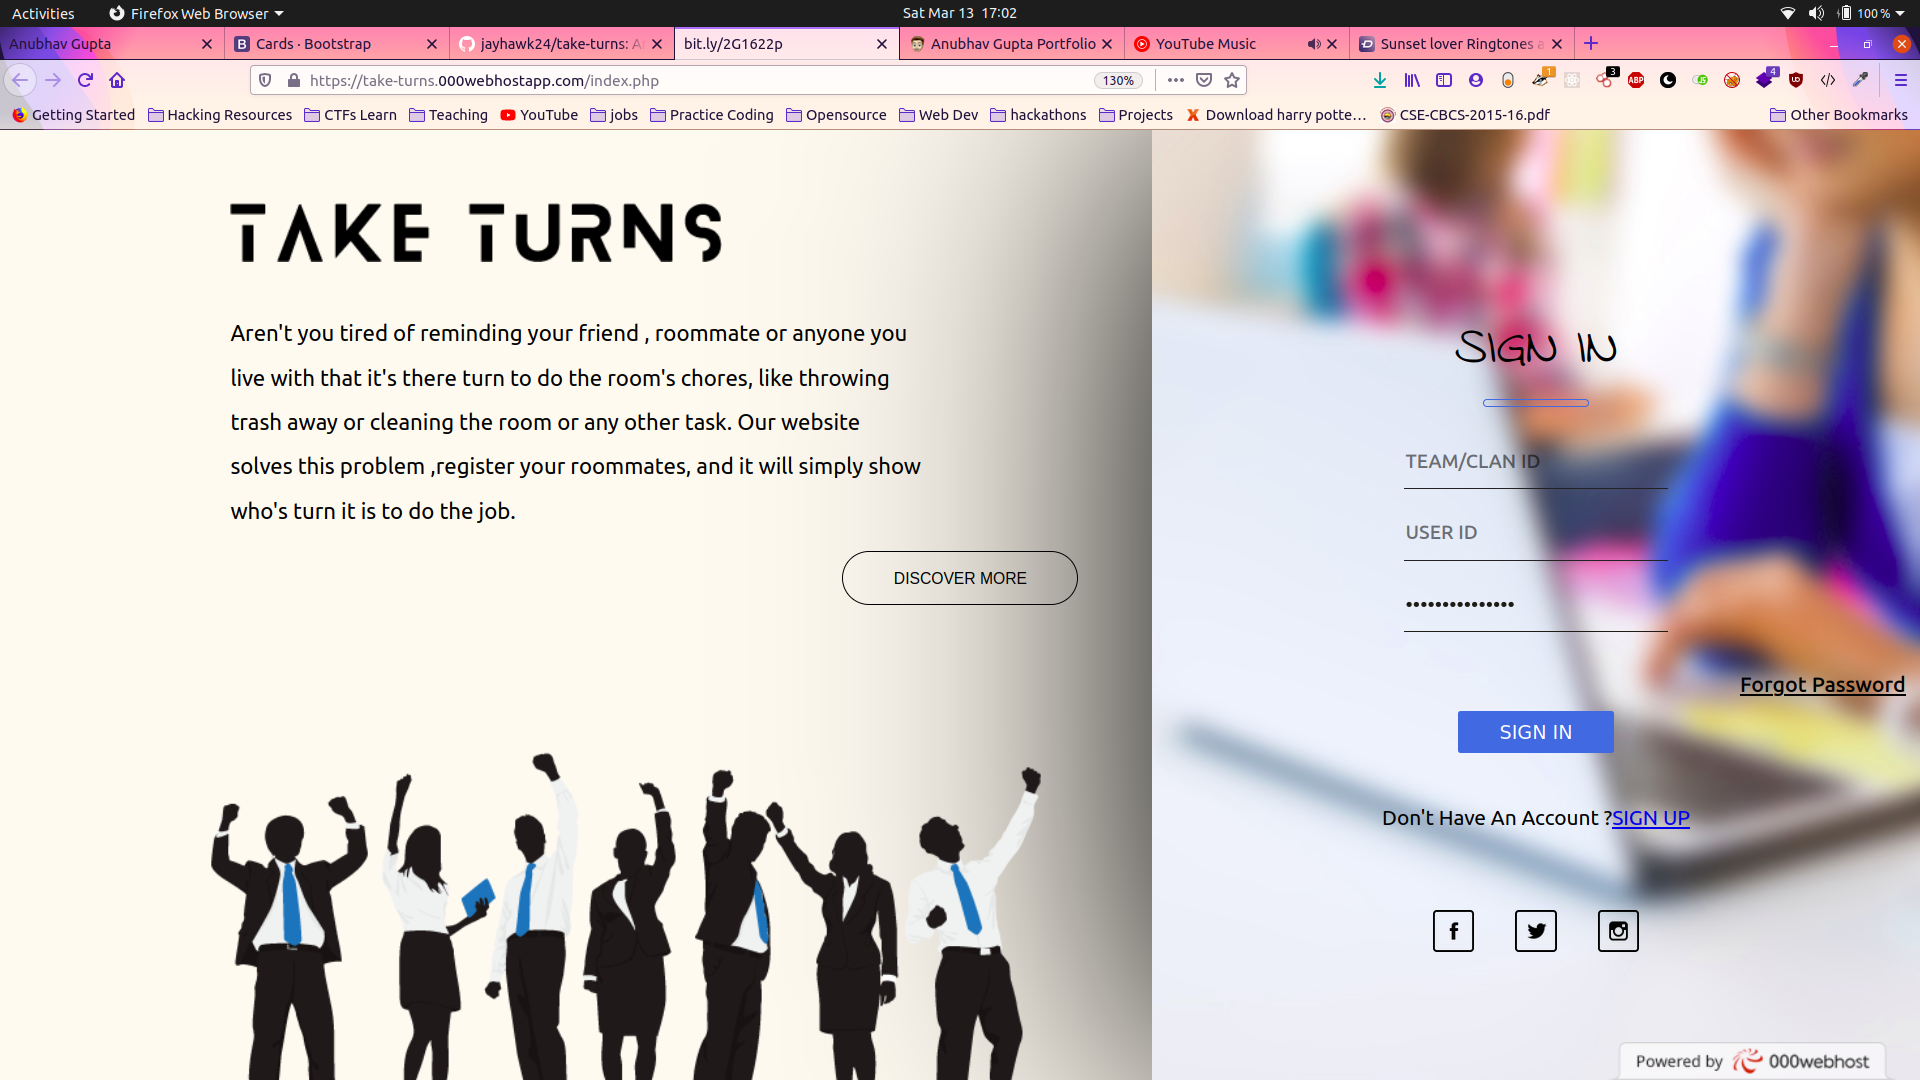 Activities Firefox Web Browser Sat Mar 13 17:02 100 %
Anubhav Gupta Cards · Bootstrap jayhawk24/take-turns: A bit.ly/2G1622p Anubhav Gupta Portfolio YouTube Music Sunset lover Ringtones a
https://take-turns.000webhostapp.com/index.php 130% 1 3 ABP 4
Getting Started Hacking Resources CTFs Learn Teaching YouTube jobs Practice Coding Opensource Web Dev hackathons Projects Download harry potte... CSE-CBCS-2015-16.pdf Other Bookmarks
TAKE TURNS
Aren't you tired of reminding your friend , roommate or anyone you
live with that it's there turn to do the room's chores, like throwing
trash away or cleaning the room or any other task. Our website
solves this problem ,register your roommates, and it will simply show
who's turn it is to do the job.
DISCOVER MORE
SIGN IN
TEAM/CLAN ID
USER ID
•••••••••••••••
Forgot Password
SIGN IN
Don't Have An Account ?SIGN UP
Powered by 000webhost